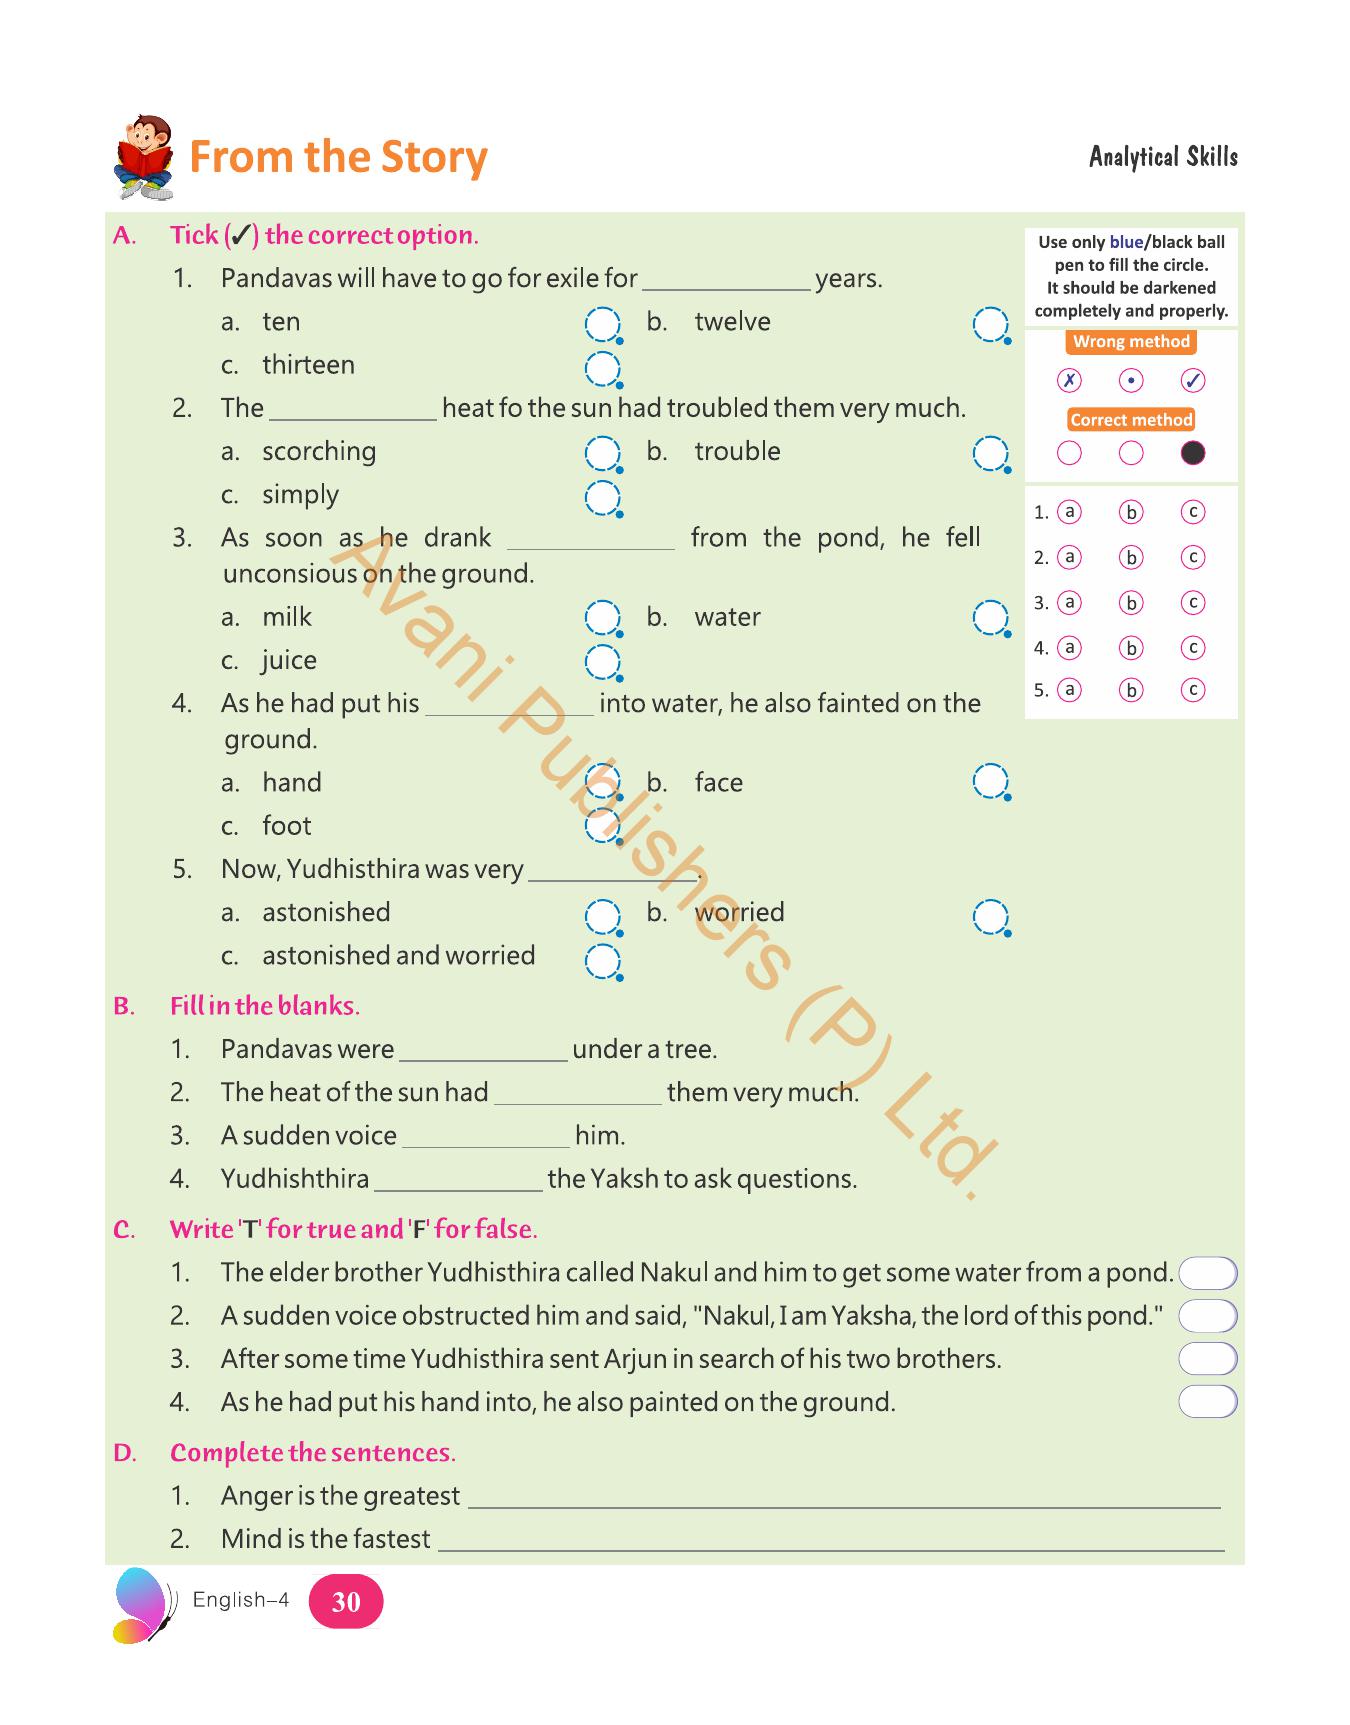 From the Story
Analytical Skills
A. Tick (✓) the correct option.
1. Pandavas will have to go for exile for ____________ years.
a. ten b. twelve
c. thirteen
2. The ____________ heat fo the sun had troubled them very much.
a. scorching b. trouble
c. simply
3. As soon as he drank ____________ from the pond, he fell
unconsious on the ground.
a. milk b. water
c. juice
4. As he had put his ____________ into water, he also fainted on the
ground.
a. hand b. face
c. foot
5. Now, Yudhisthira was very ____________.
a. astonished b. worried
c. astonished and worried
Use only blue/black ball
pen to fill the circle.
It should be darkened
completely and properly.
Wrong method
✗ • ✓
Correct method
1. a b c
2. a b c
3. a b c
4. a b c
5. a b c
B. Fill in the blanks.
1. Pandavas were ____________ under a tree.
2. The heat of the sun had ____________ them very much.
3. A sudden voice ____________ him.
4. Yudhishthira ____________ the Yaksh to ask questions.
C. Write 'T' for true and 'F' for false.
1. The elder brother Yudhisthira called Nakul and him to get some water from a pond.
2. A sudden voice obstructed him and said, "Nakul, I am Yaksha, the lord of this pond."
3. After some time Yudhisthira sent Arjun in search of his two brothers.
4. As he had put his hand into, he also painted on the ground.
D. Complete the sentences.
1. Anger is the greatest ____________
2. Mind is the fastest ____________
English–4 30
Avani Publishers (P) Ltd.